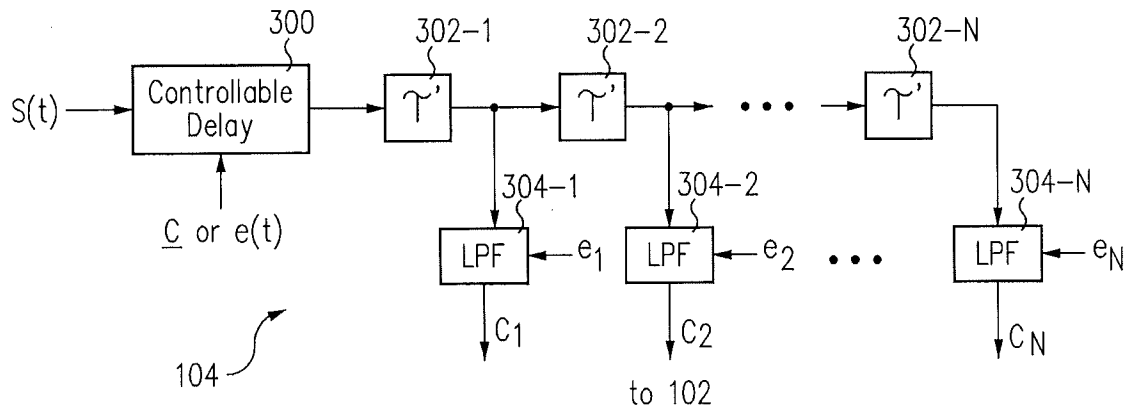 300
302-1
302-2
302-N
S(t)
Controllable
Delay
τ'
τ'
• • •
τ'
C or e(t)
304-1
304-2
304-N
LPF
e1
LPF
e2
• • •
LPF
eN
C1
C2
CN
104
to 102